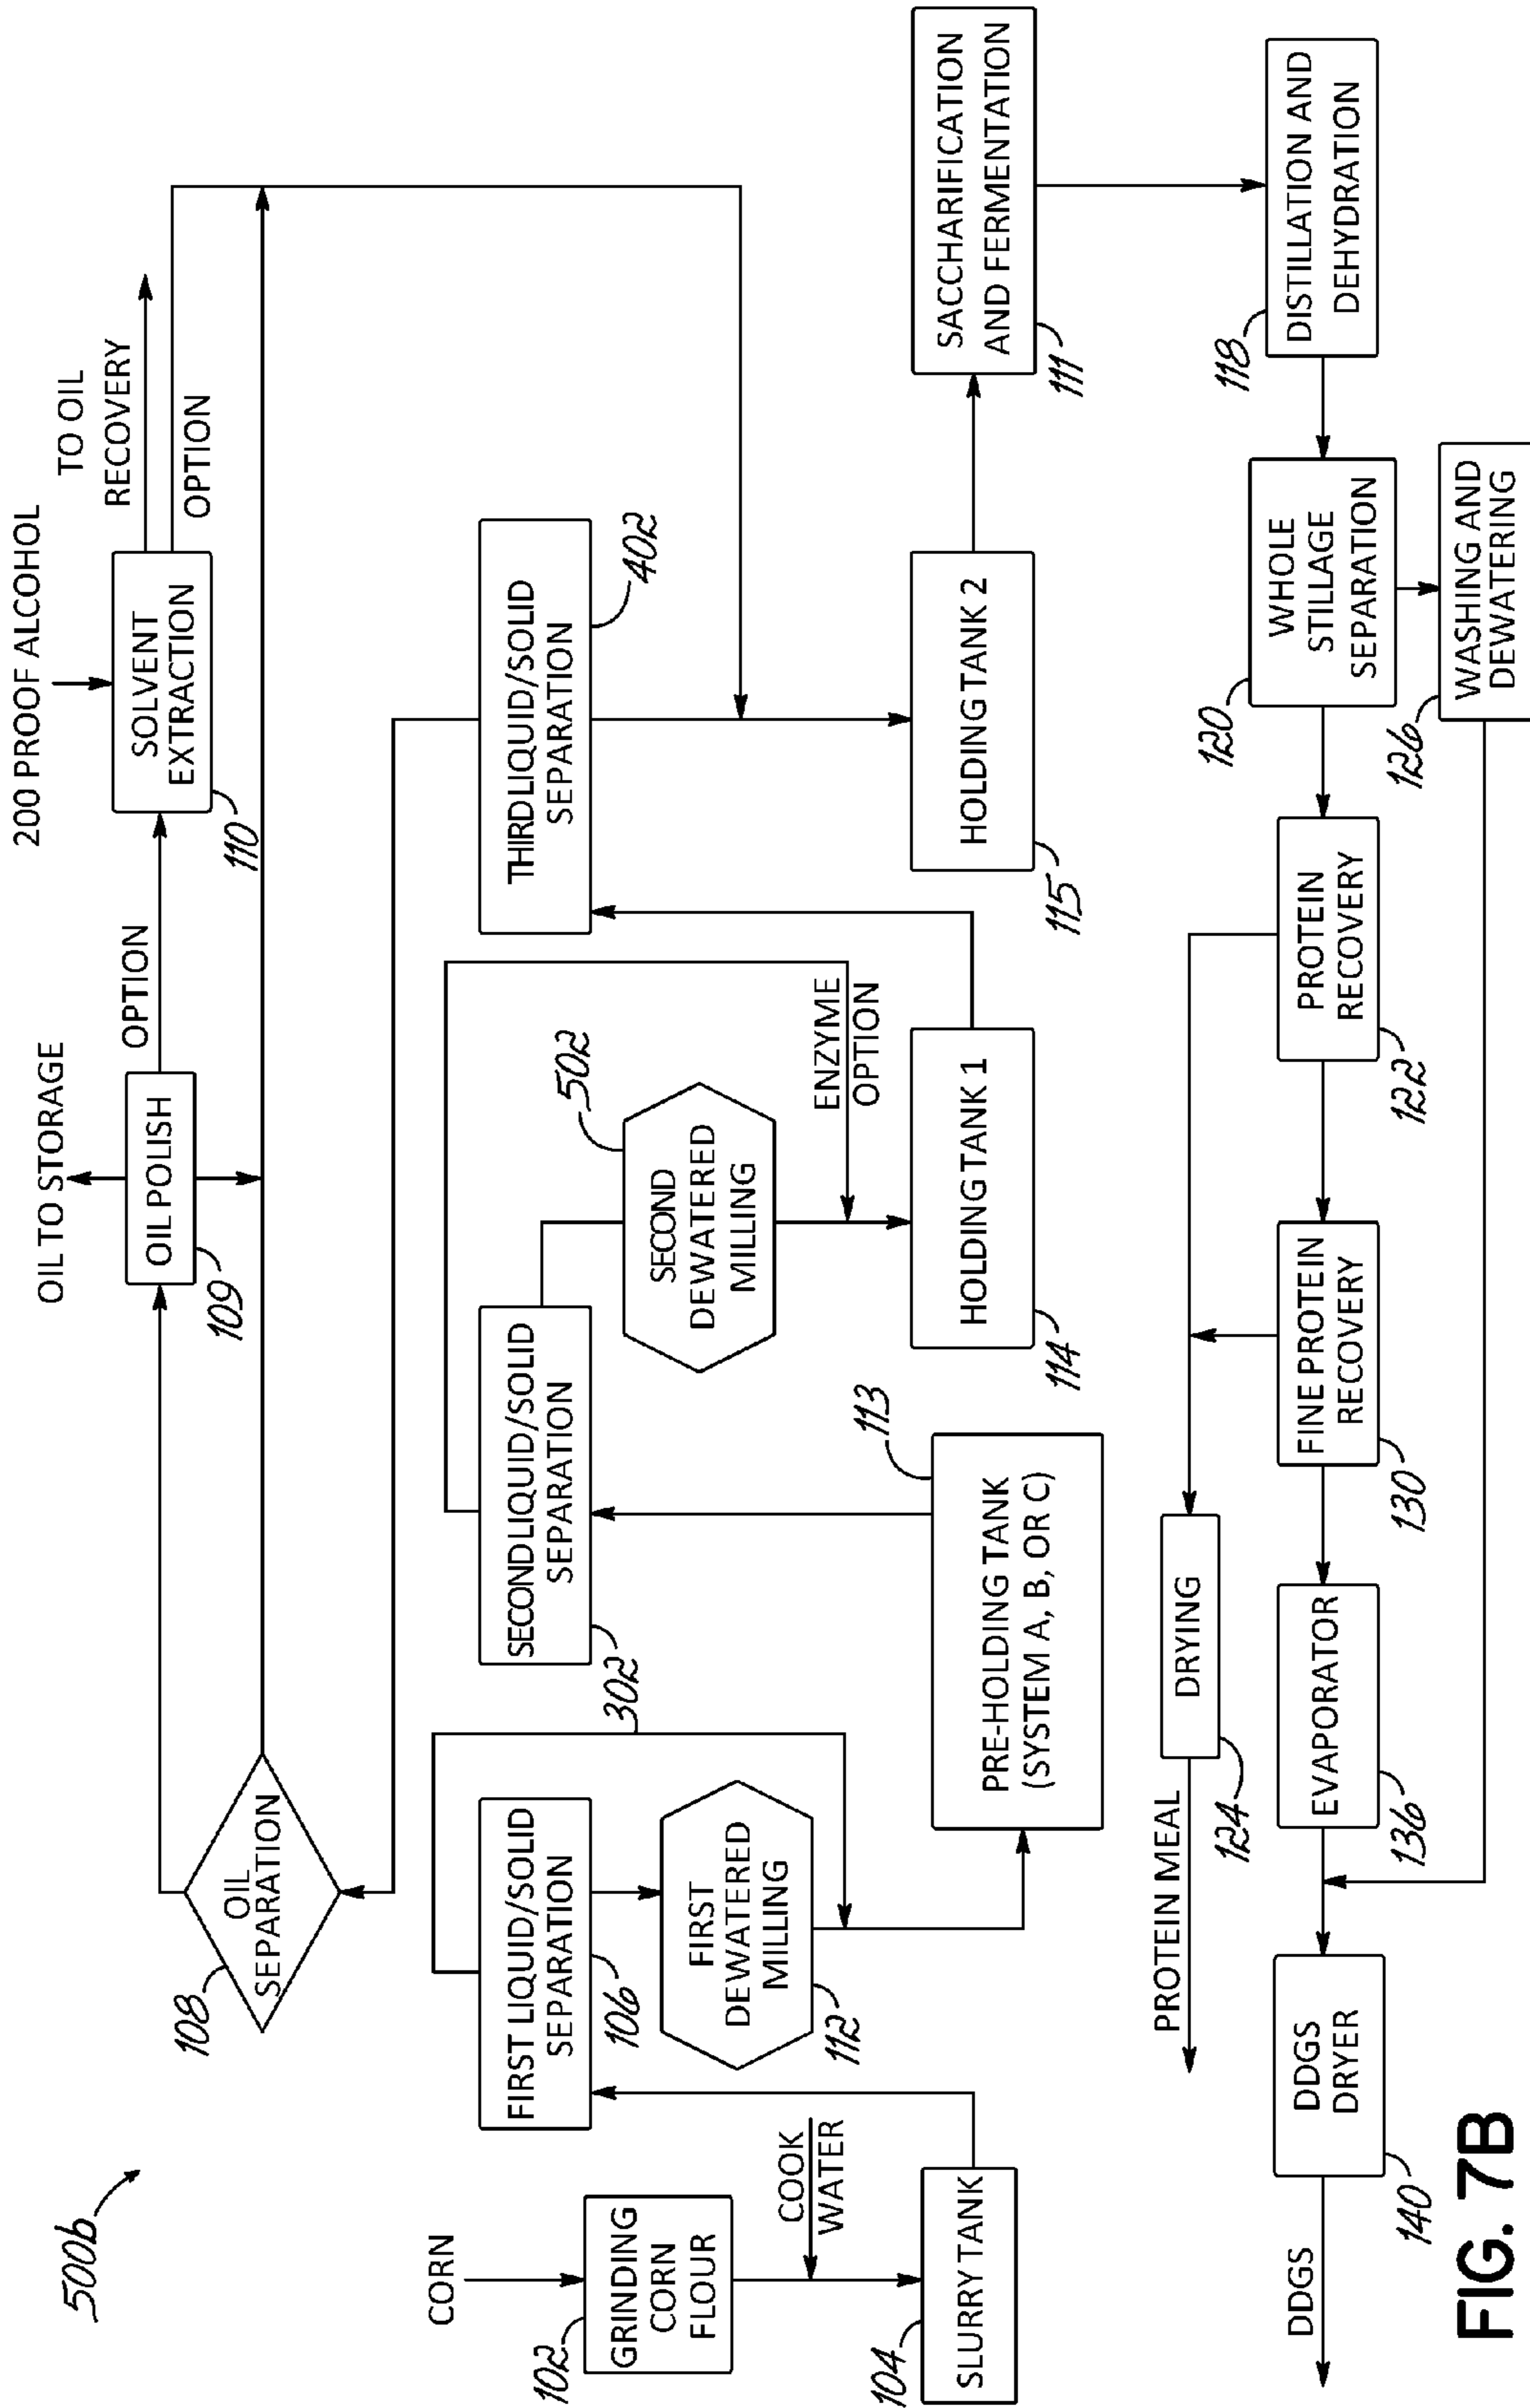 500b
200 PROOF ALCOHOL
OIL TO STORAGE
TO OIL
RECOVERY
OPTION
OPTION
OIL
SEPARATION
108
OIL POLISH
109
SOLVENT
EXTRACTION
110
CORN
GRINDING
CORN
FLOUR
102
COOK
WATER
SLURRY TANK
104
FIRST LIQUID/SOLID
SEPARATION
106
FIRST
DEWATERED
MILLING
112
302
SECOND LIQUID/SOLID
SEPARATION
PRE-HOLDING TANK
(SYSTEM A, B, OR C)
113
SECOND
DEWATERED
MILLING
502
ENZYME
OPTION
HOLDING TANK 1
114
THIRD LIQUID/SOLID
SEPARATION
402
HOLDING TANK 2
115
SACCHARIFICATION
AND FERMENTATION
111
DISTILLATION AND
DEHYDRATION
118
WHOLE
STILLAGE
SEPARATION
120
WASHING AND
DEWATERING
126
PROTEIN
RECOVERY
122
FINE PROTEIN
RECOVERY
130
DRYING
124
PROTEIN MEAL
EVAPORATOR
136
DDGS
DRYER
140
DDGS
FIG. 7B